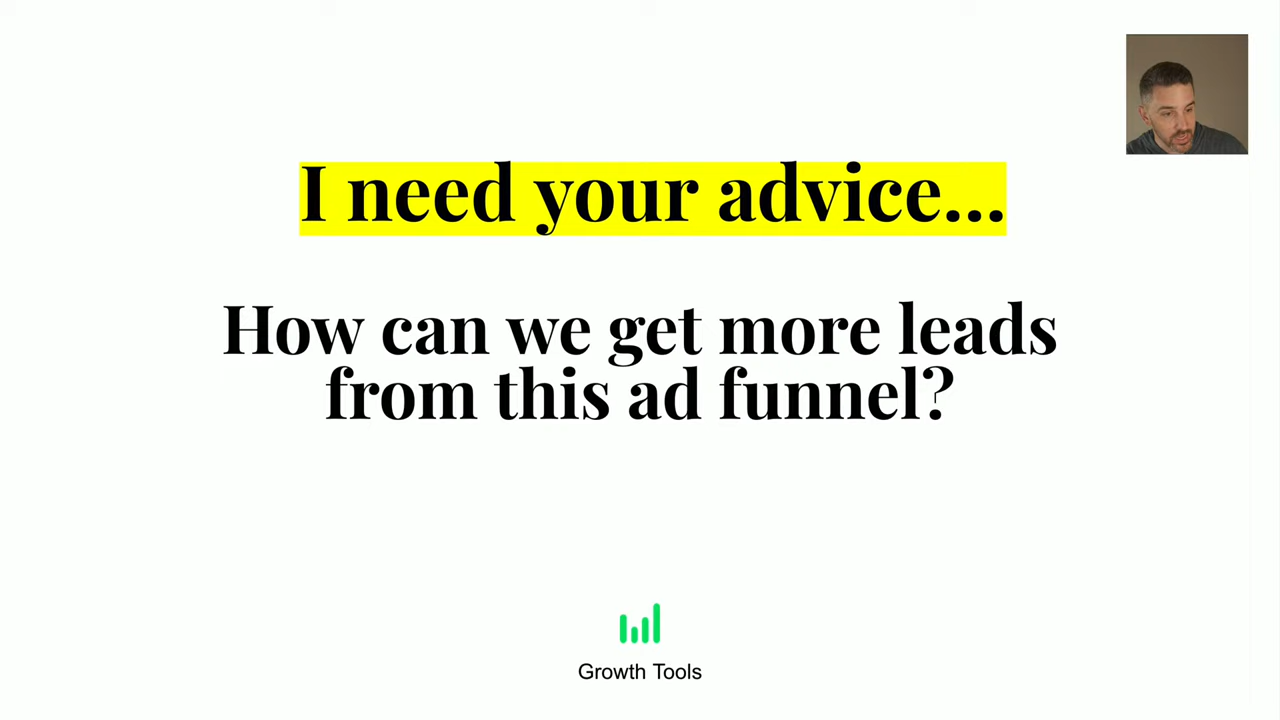 I need your advice...
How can we get more leads
from this ad funnel?
Growth Tools